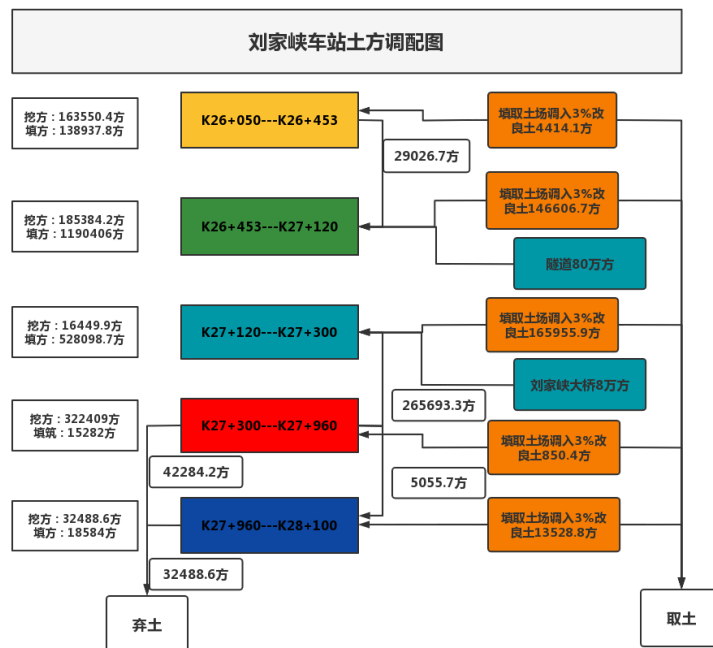 刘家峡车站土方调配图
挖方：163550.4方
填方：138937.8方
K26+050---K26+453
填取土场调入3%改
良土4414.1方
29026.7方
挖方：185384.2方
填方：1190406方
K26+453---K27+120
填取土场调入3%改
良土146606.7方
隧道80万方
挖方：16449.9方
填方：528098.7方
K27+120---K27+300
填取土场调入3%改
良土165955.9方
刘家峡大桥8万方
265693.3方
挖方：322409方
填筑：15282方
K27+300---K27+960
填取土场调入3%改
良土850.4方
42284.2方
5055.7方
挖方：32488.6方
填方：18584方
K27+960---K28+100
填取土场调入3%改
良土13528.8方
32488.6方
弃土
取土